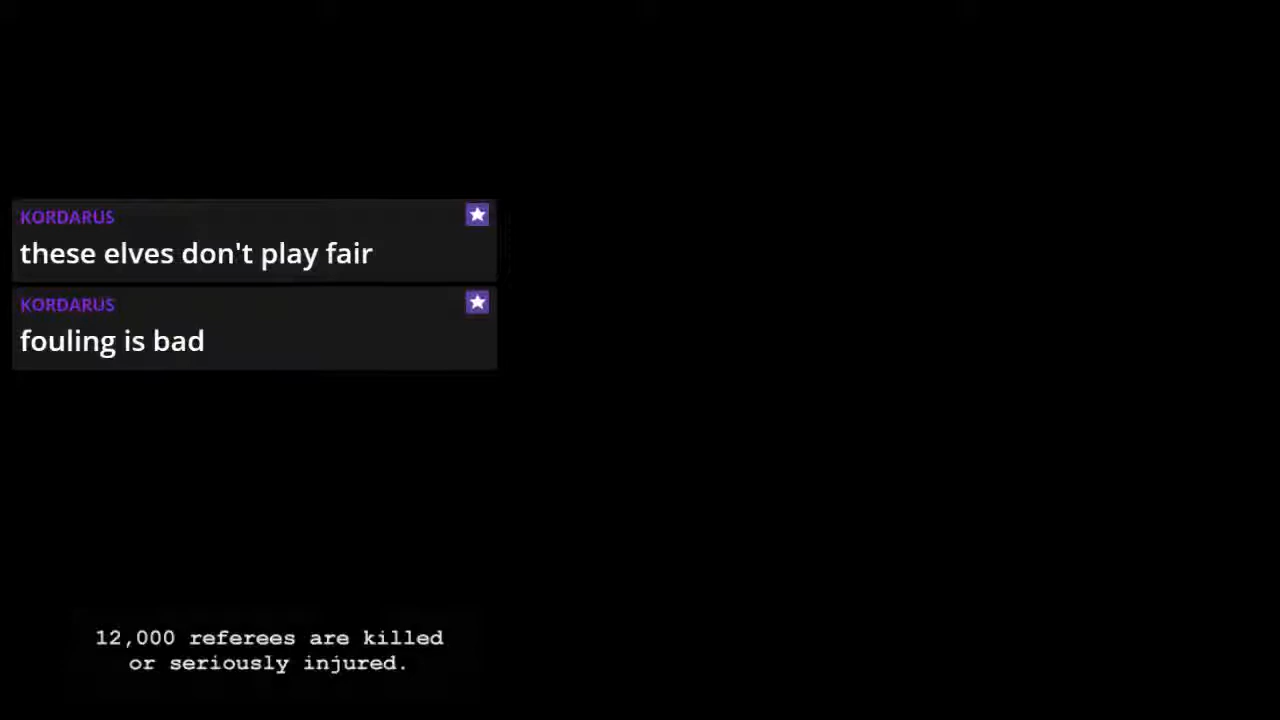 KORDARUS
these elves don't play fair
KORDARUS
fouling is bad
12,000 referees are killed
or seriously injured.